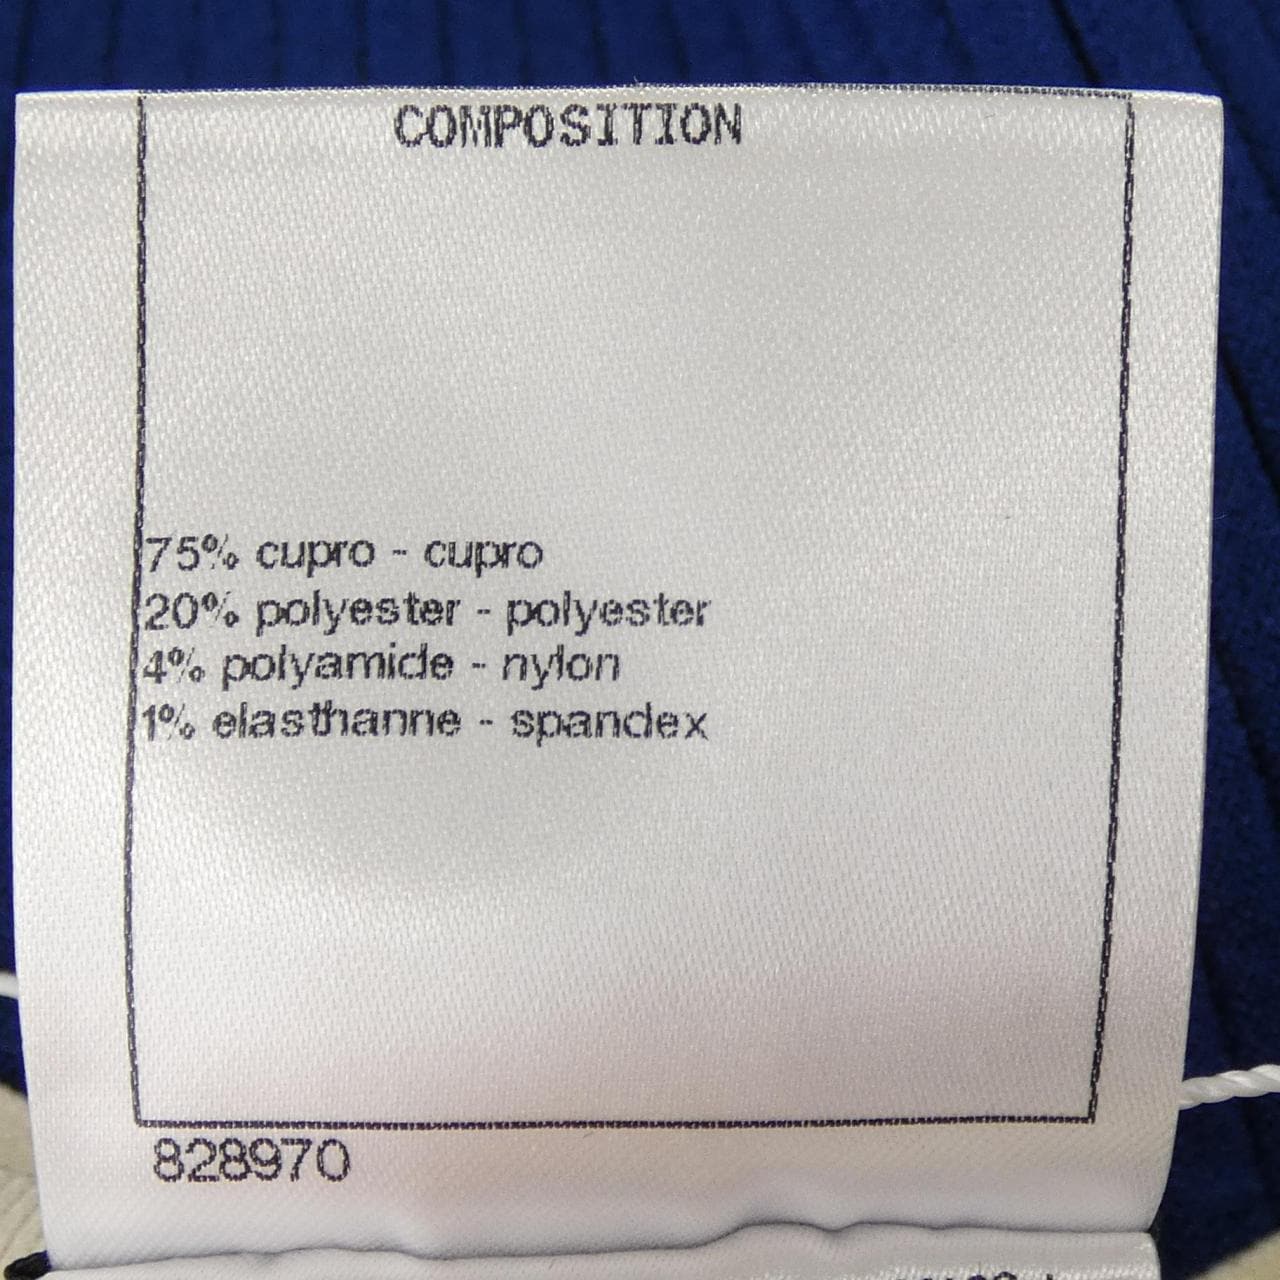 COMPOSITION
75% cupro - cupro
20% polyester - polyester
4% polyamide - nylon
1% elasthanne - spandex
828970